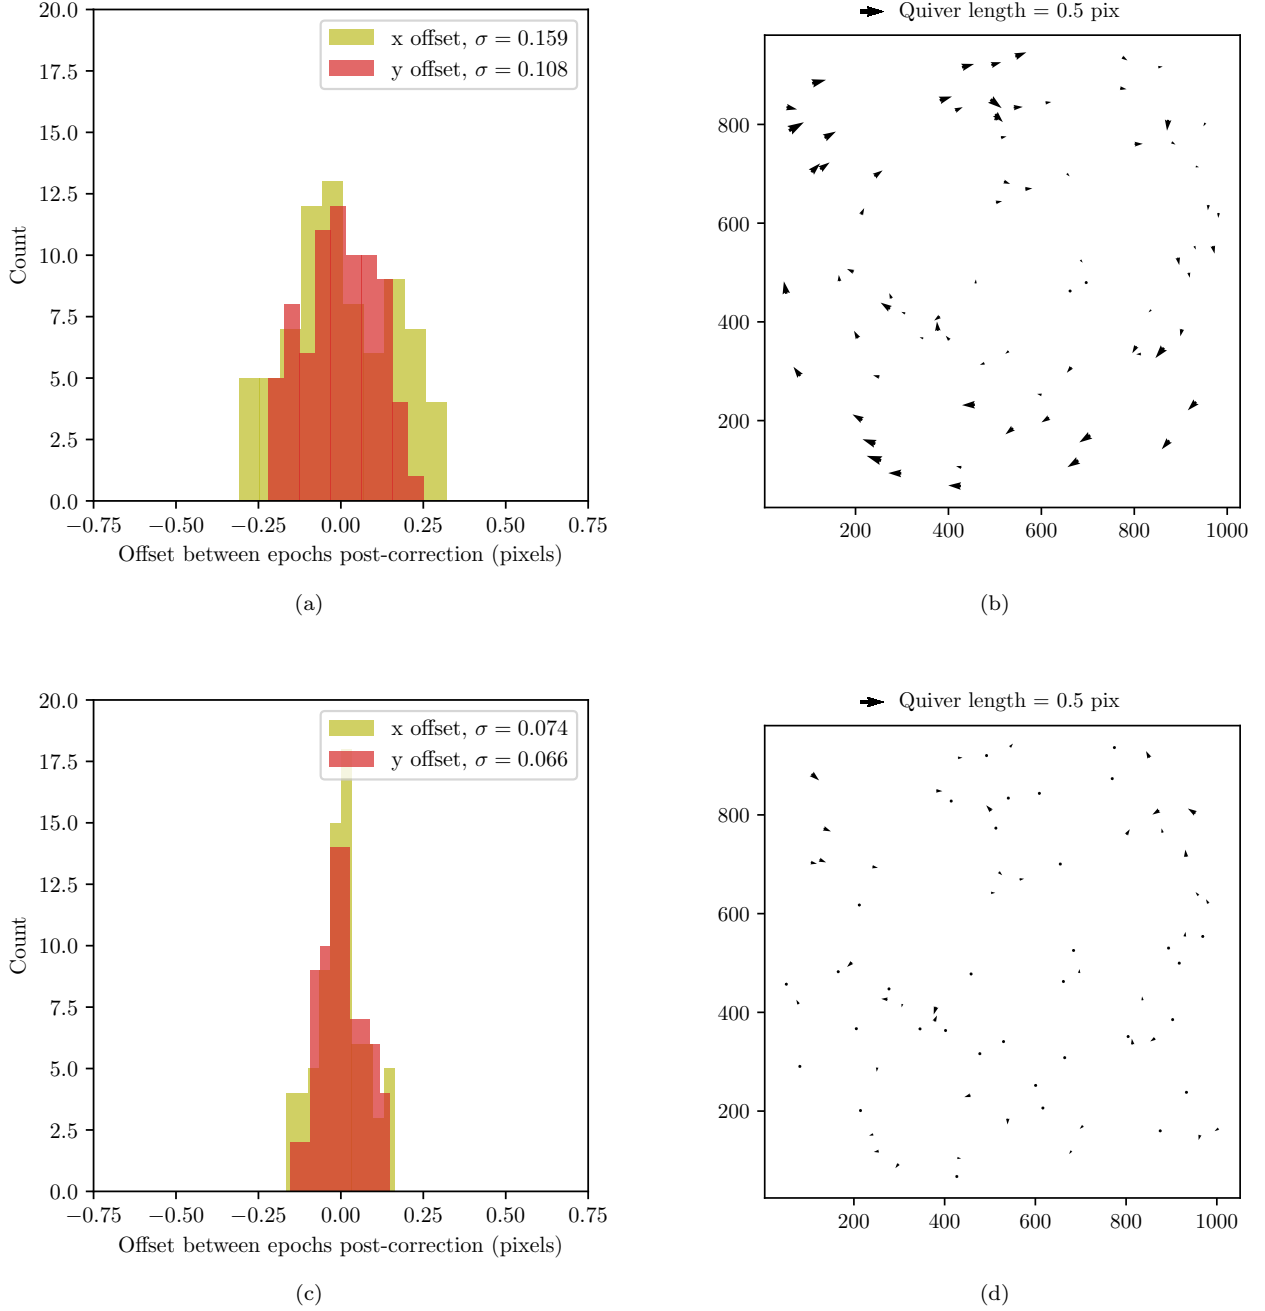 20.0
17.5
15.0
12.5
10.0
7.5
5.0
2.5
0.0
Count
x offset, σ = 0.159
y offset, σ = 0.108
−0.75 −0.50 −0.25 0.00 0.25 0.50 0.75
Offset between epochs post-correction (pixels)
(a)
Quiver length = 0.5 pix
800
600
400
200
200 400 600 800 1000
(b)
20.0
17.5
15.0
12.5
10.0
7.5
5.0
2.5
0.0
Count
x offset, σ = 0.074
y offset, σ = 0.066
−0.75 −0.50 −0.25 0.00 0.25 0.50 0.75
Offset between epochs post-correction (pixels)
(c)
Quiver length = 0.5 pix
800
600
400
200
200 400 600 800 1000
(d)